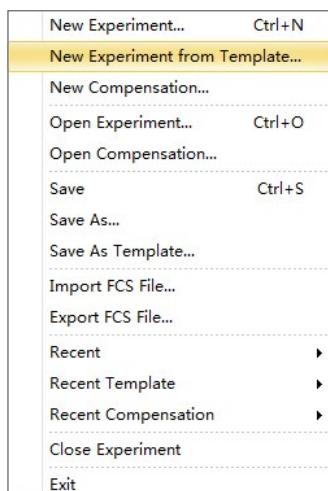 New Experiment... Ctrl+N
New Experiment from Template...
New Compensation...
Open Experiment... Ctrl+O
Open Compensation...
Save Ctrl+S
Save As...
Save As Template...
Import FCS File...
Export FCS File...
Recent
Recent Template
Recent Compensation
Close Experiment
Exit